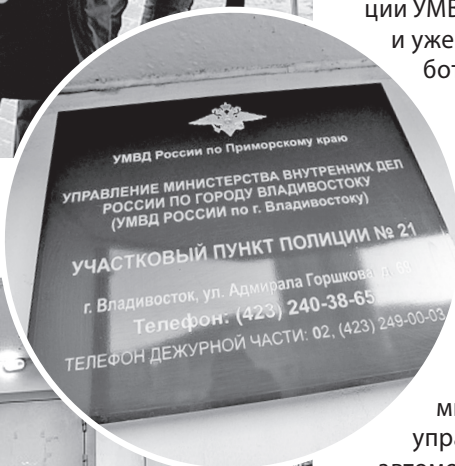 ции УМВ
и уже
бот
УМВД России по Приморскому краю
УПРАВЛЕНИЕ МИНИСТЕРСТВА ВНУТРЕННИХ ДЕЛ
РОССИИ ПО ГОРОДУ ВЛАДИВОСТОКУ
(УМВД РОССИИ по г. Владивостоку)
УЧАСТКОВЫЙ ПУНКТ ПОЛИЦИИ № 21
г. Владивосток, ул. Адмирала Горшкова, д.
Телефон: (423) 240-38-65
ТЕЛЕФОН ДЕЖУРНОЙ ЧАСТИ: 02, (423) 249-00-03
упра